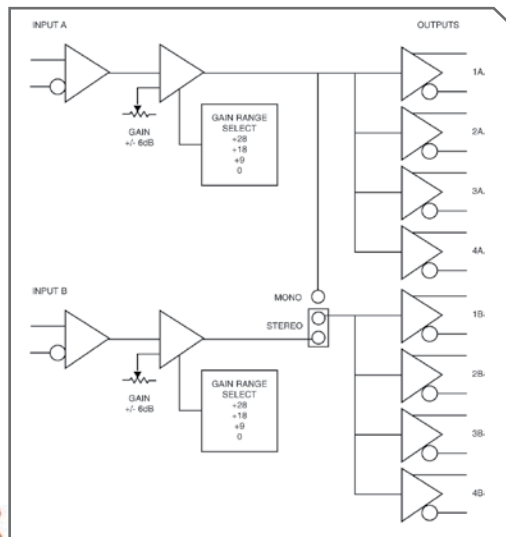 INPUT A
OUTPUTS
1A.
GAIN
+/- 6dB
GAIN RANGE
SELECT
+28
+18
+9
0
2A.
3A.
4A.
INPUT B
MONO
STEREO
1B.
GAIN
+/- 6dB
GAIN RANGE
SELECT
+28
+18
+9
0
2B.
3B.
4B.